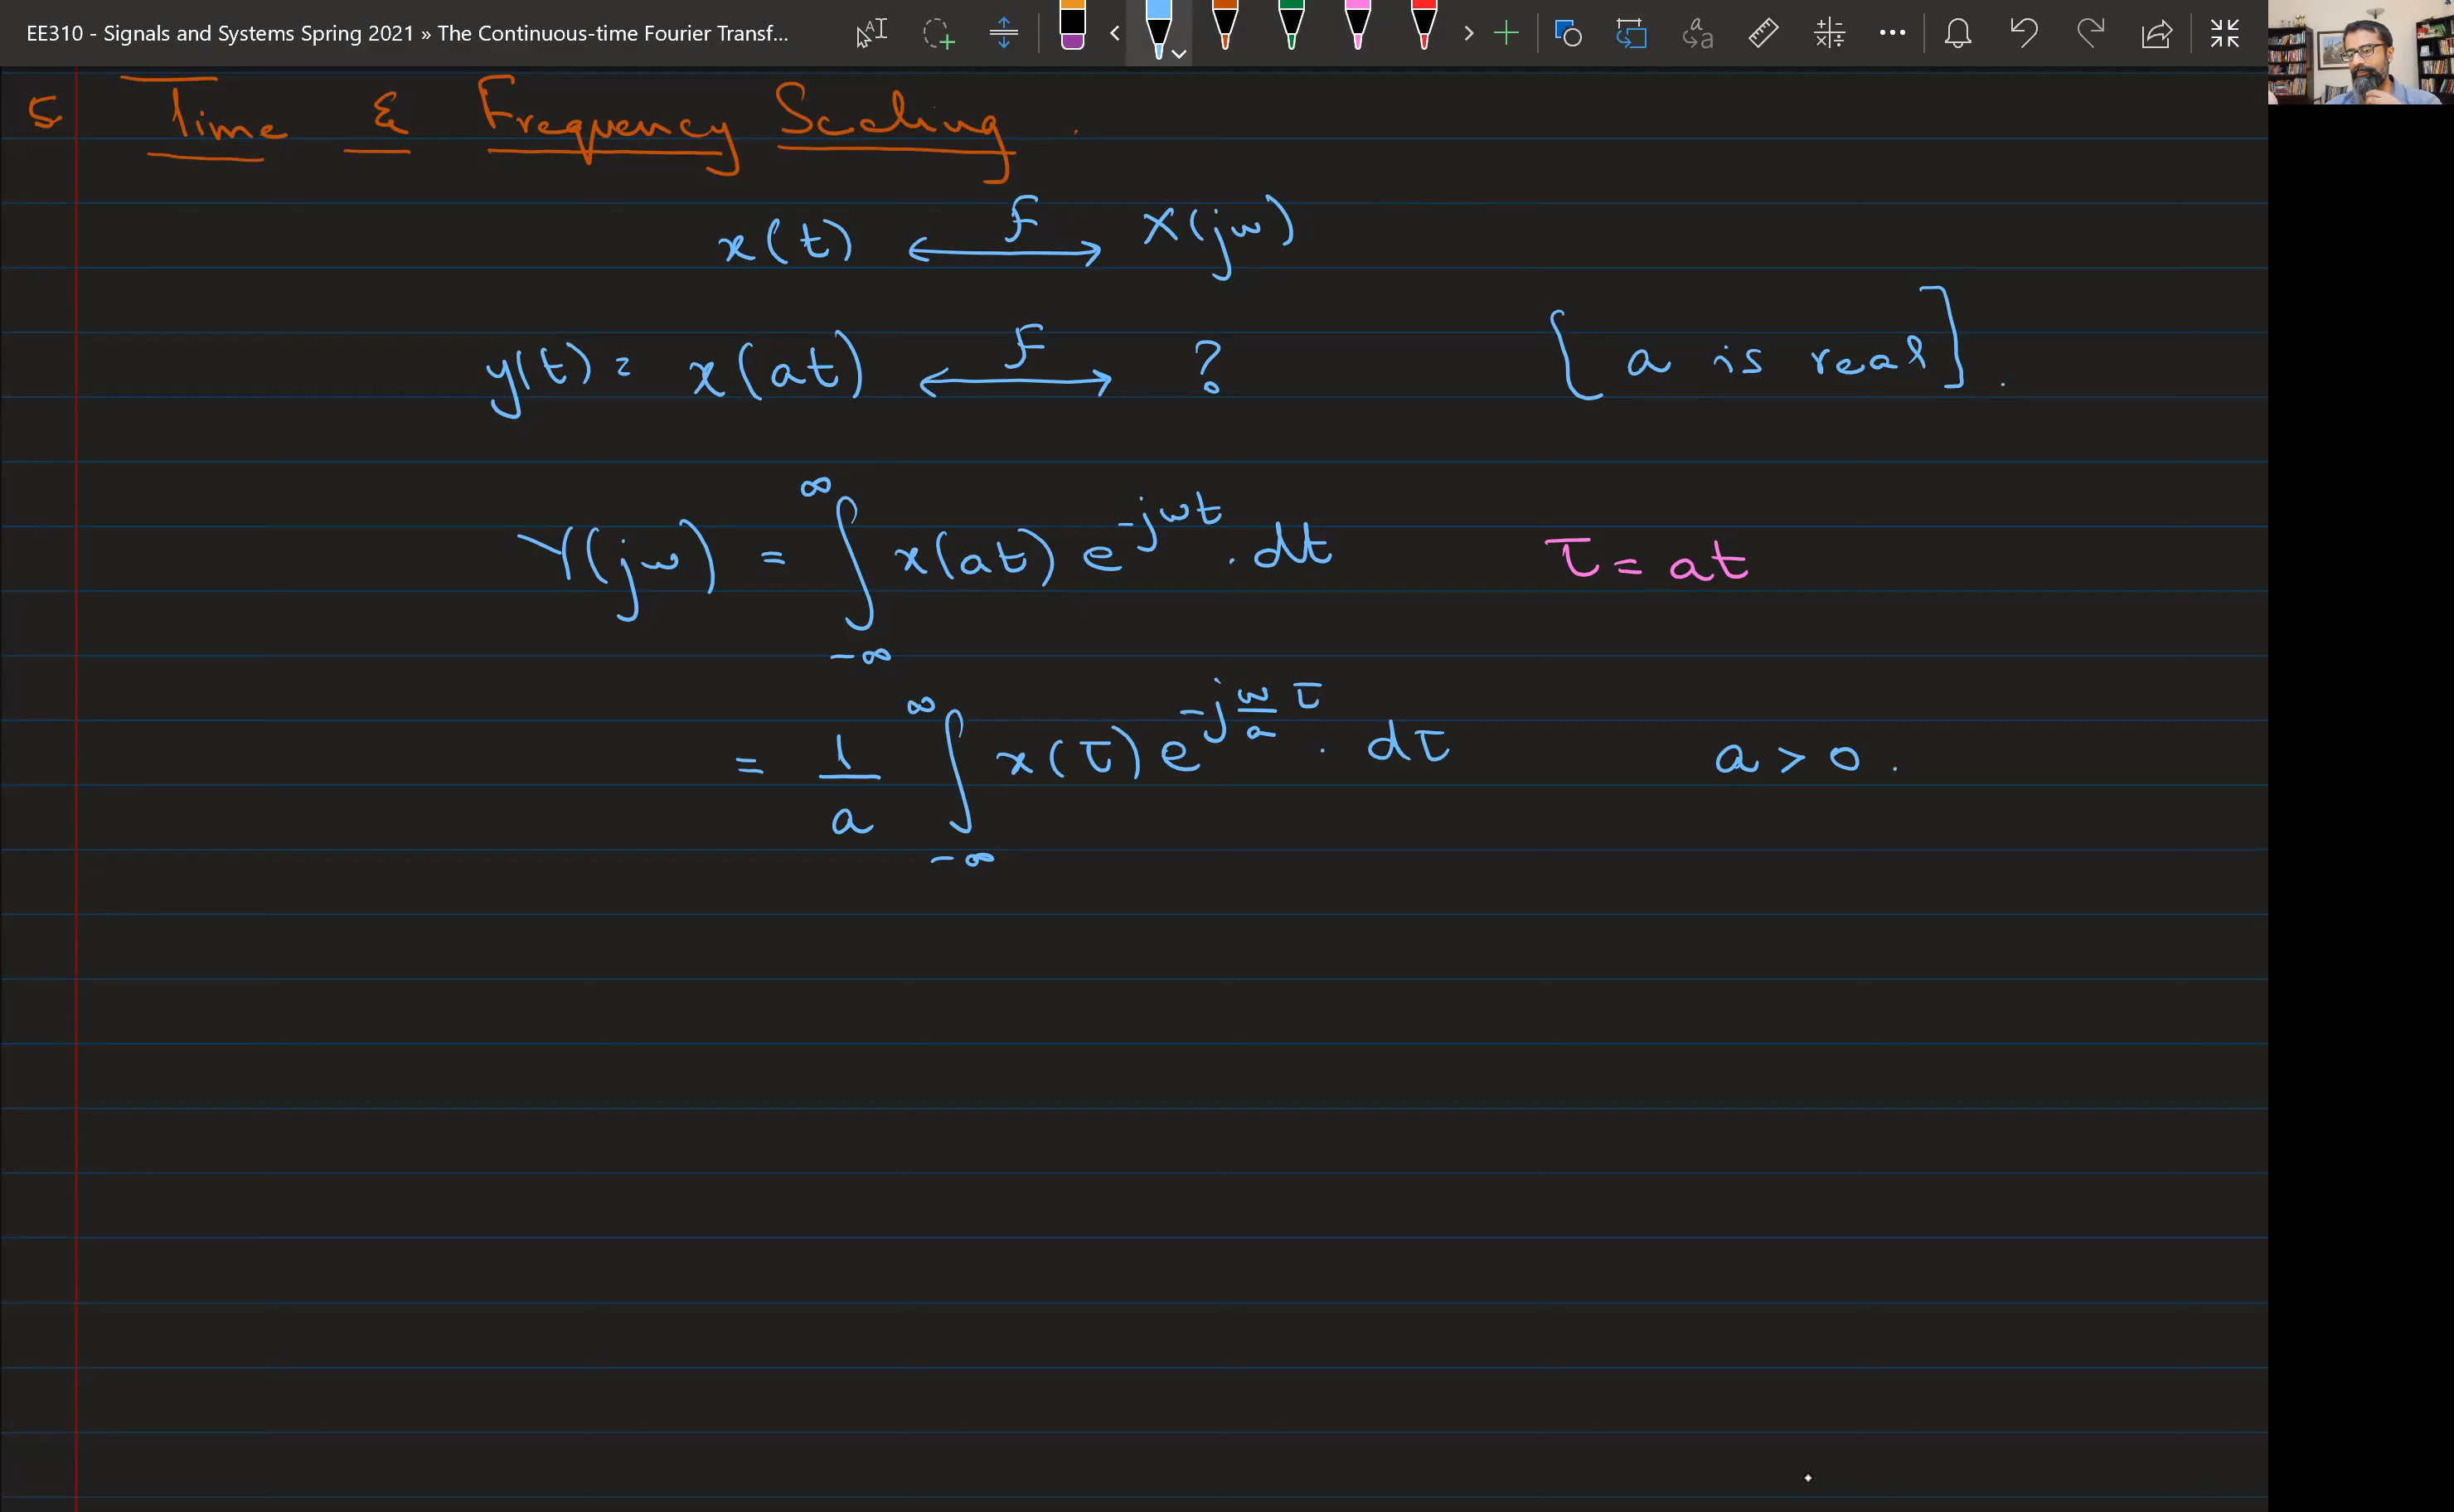 EE310 - Signals and Systems Spring 2021 » The Continuous-time Fourier Transf...
5 Time & Frequency Scaling.
x(t) ⟷ F X(jω)
y(t) = x(at) ⟷ F ? [a is real].
Y(jω) = ∫_{-∞}^{∞} x(at) e^{-jωt} . dt τ = at
= 1/a ∫_{-∞}^{∞} x(τ) e^{-j(ω/a)τ} . dτ a > 0.